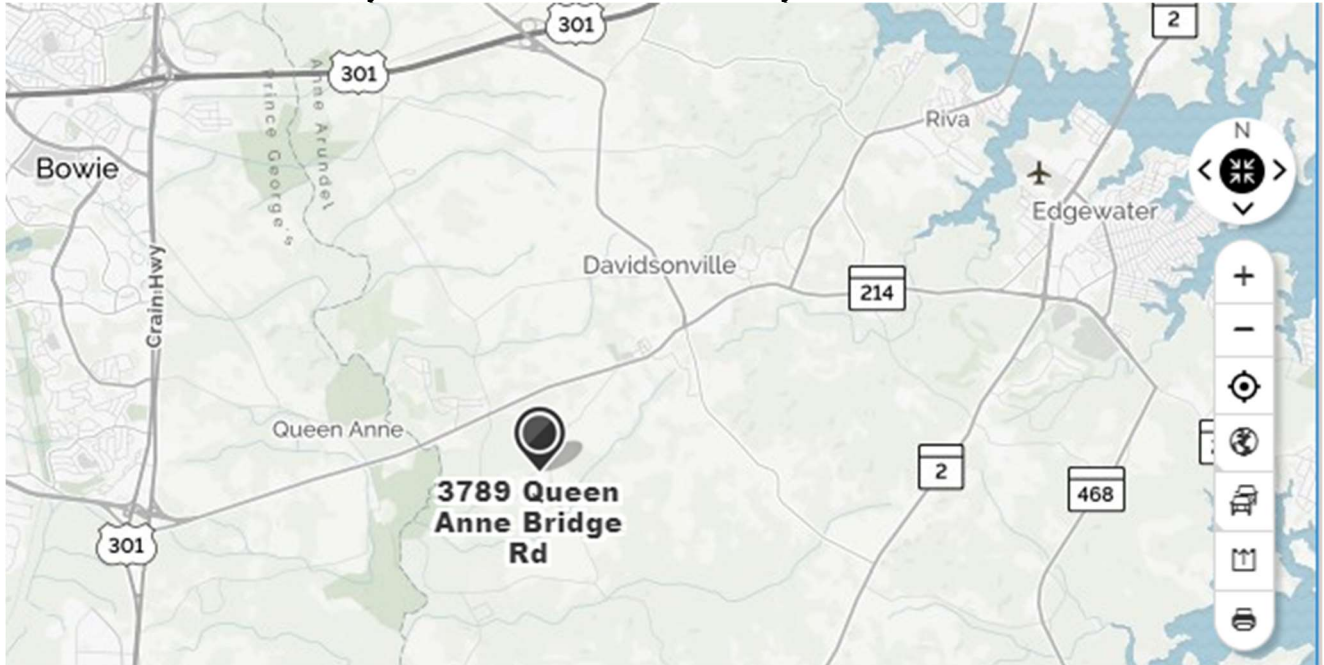 301
2
301
Anne Arundel
Prince George's
Riva
N
Bowie
Edgewater
Crain Hwy
Davidsonville
214
Queen Anne
2
468
3789 Queen
Anne Bridge
Rd
301